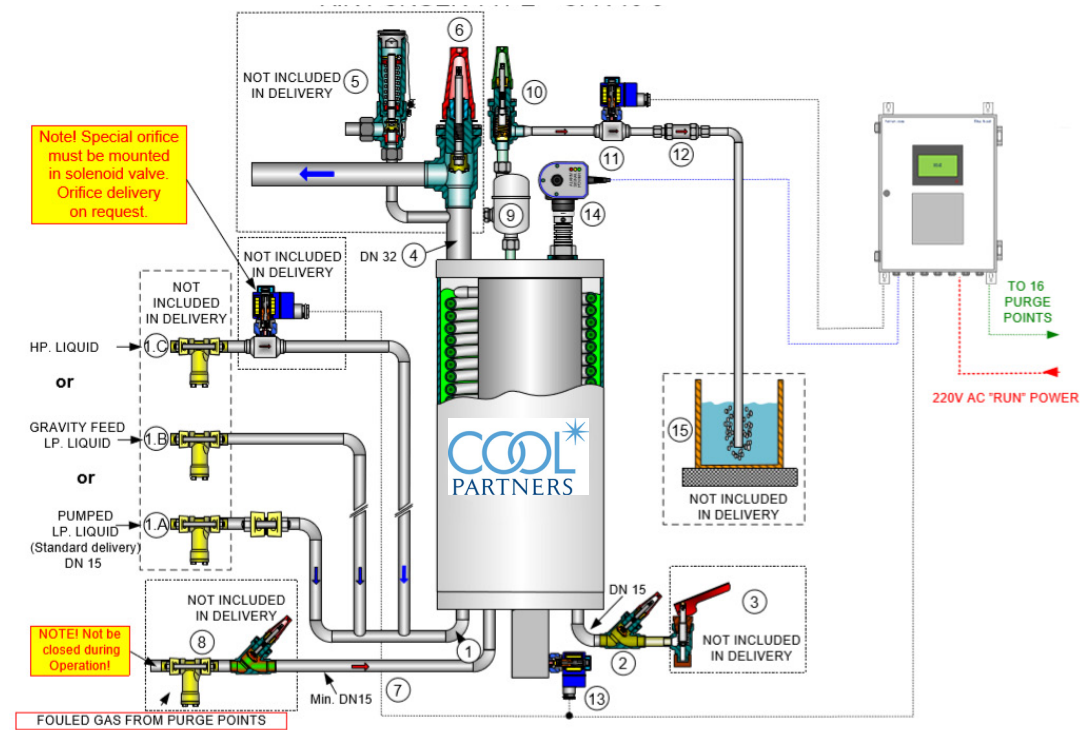 6
NOT INCLUDED
IN DELIVERY
5
10
Note! Special orifice
must be mounted
in solenoid valve.
Orifice delivery
on request.
11
12
9
14
DN 32
4
NOT INCLUDED
IN DELIVERY
NOT
INCLUDED
IN DELIVERY
TO 16
PURGE
POINTS
HP. LIQUID
1.C
or
220V AC "RUN" POWER
GRAVITY FEED
LP. LIQUID
1.B
or
15
COOL
PARTNERS
NOT INCLUDED
IN DELIVERY
PUMPED
LP. LIQUID
(Standard delivery)
DN 15
1.A
DN 15
3
NOT INCLUDED
IN DELIVERY
NOT INCLUDED
IN DELIVERY
NOTE! Not be
closed during
Operation!
8
1
2
Min. DN15
7
13
FOULED GAS FROM PURGE POINTS